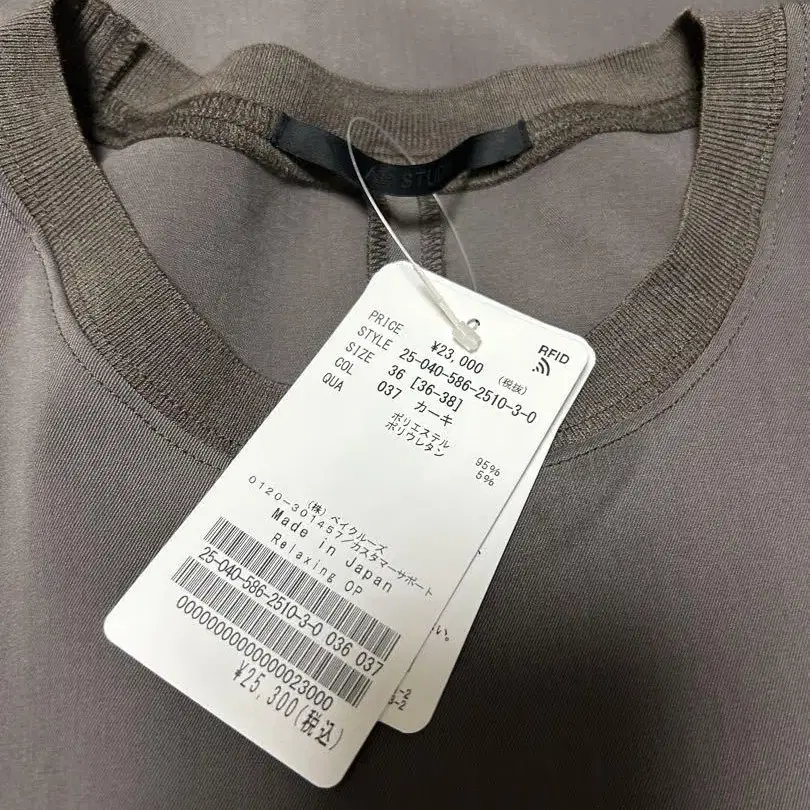 STUD
RFID
PRICE ¥23,000 (税抜)
STYLE 25-040-586-2510-3-0
SIZE 36 [36-38]
COL 037 カーキ
QUA ポリエステル 95%
ポリウレタン 5%
(株) ベイクルーズ
0120-301457/カスタマーサポート
Made in Japan
Relaxing OP
25-040-586-2510-3-0 036 037
0000000000000023000
¥25,300(税込)
い。
-2
-2